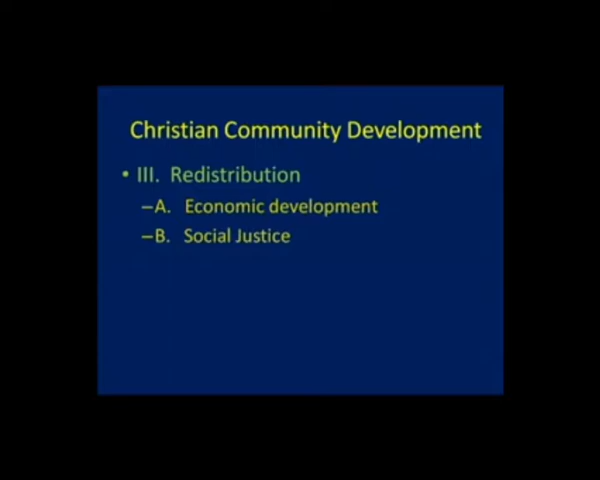 Christian Community Development
• III. Redistribution
–A. Economic development
–B. Social Justice